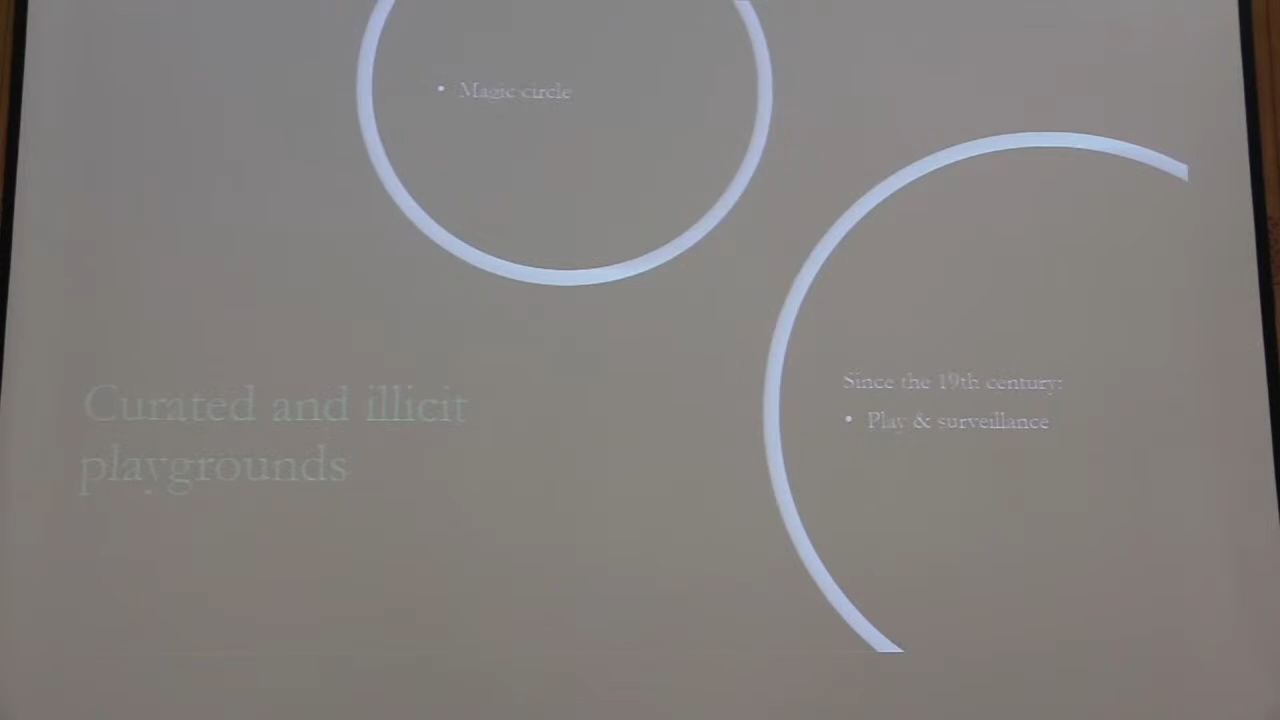 • Magic circle
Curated and illicit
playgrounds
Since the 19th century:
• Play & surveillance